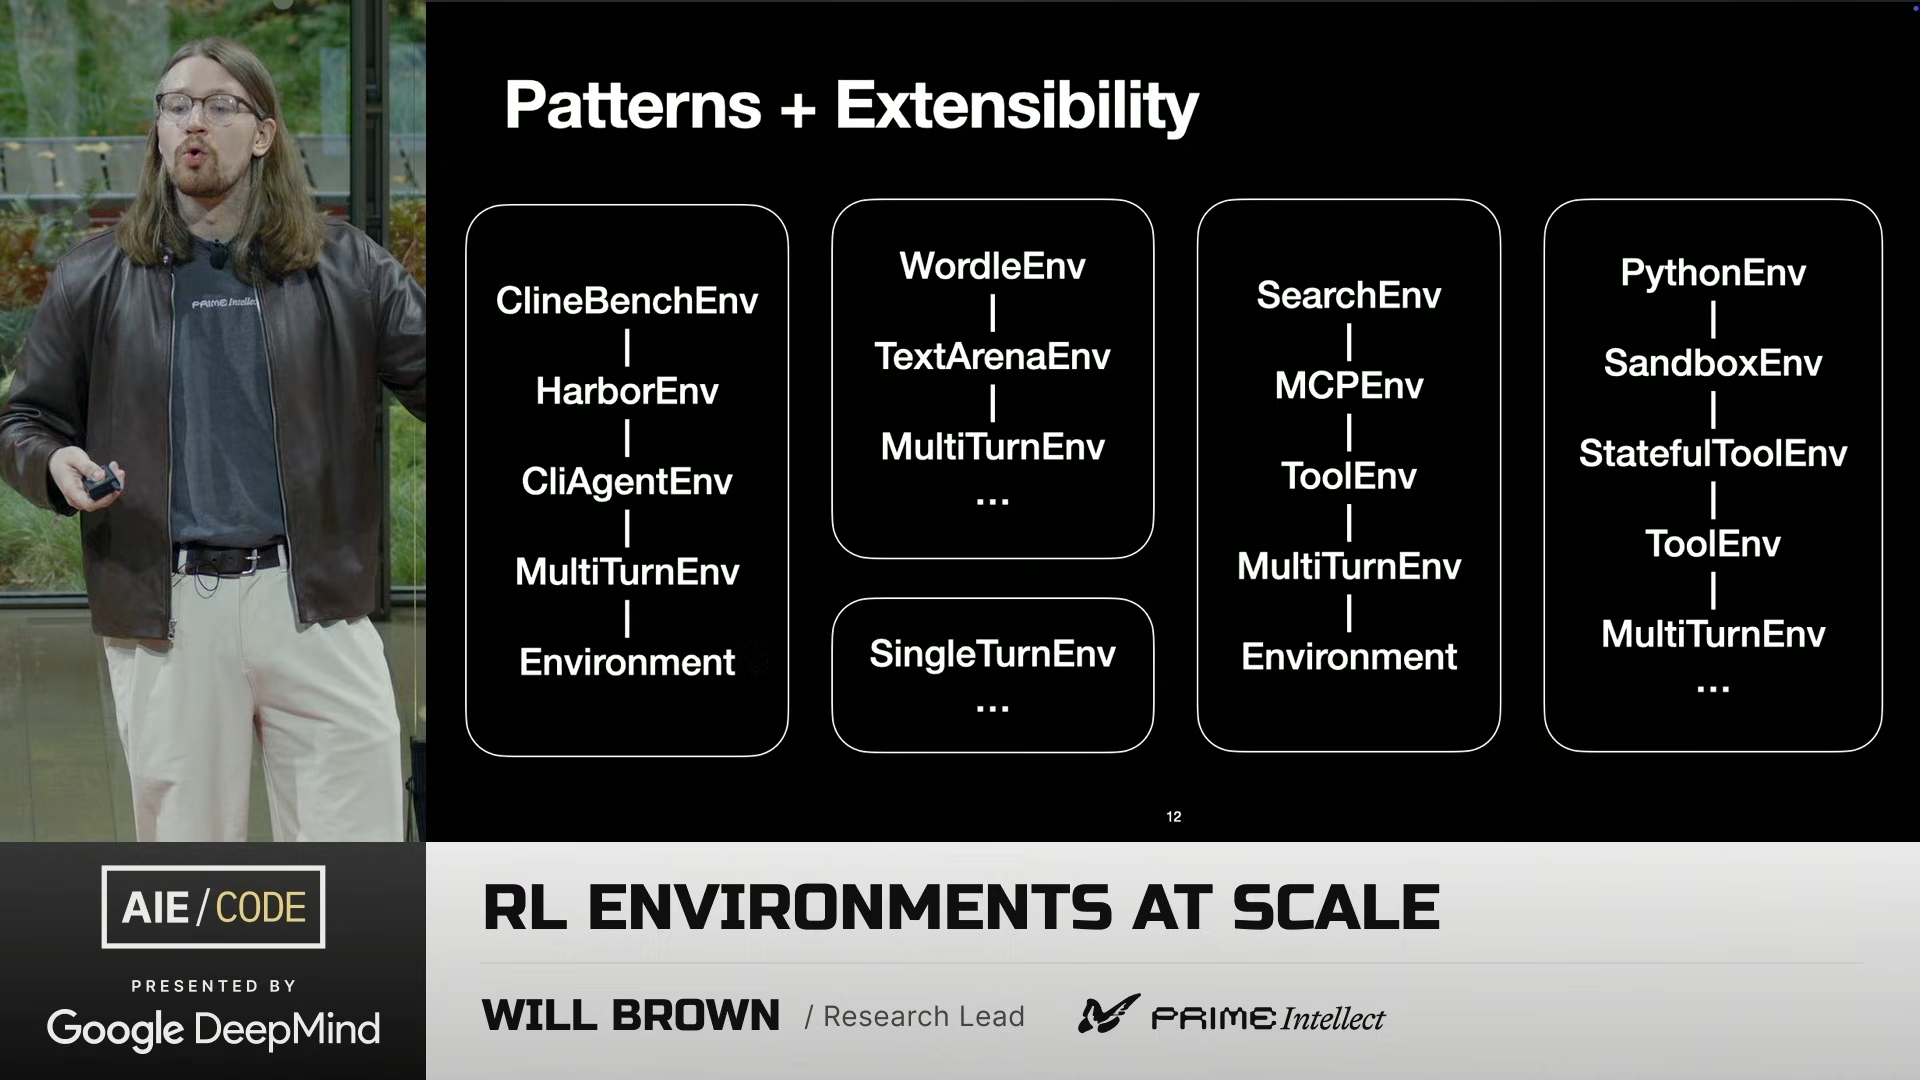 Patterns + Extensibility
ClineBenchEnv
HarborEnv
CliAgentEnv
MultiTurnEnv
Environment
WordleEnv
TextArenaEnv
MultiTurnEnv
...
SingleTurnEnv
...
SearchEnv
MCPEnv
ToolEnv
MultiTurnEnv
Environment
PythonEnv
SandboxEnv
StatefulToolEnv
ToolEnv
MultiTurnEnv
...
12
PRIME Intellect
AIE/CODE
PRESENTED BY
Google DeepMind
RL ENVIRONMENTS AT SCALE
WILL BROWN / Research Lead
PRIME Intellect